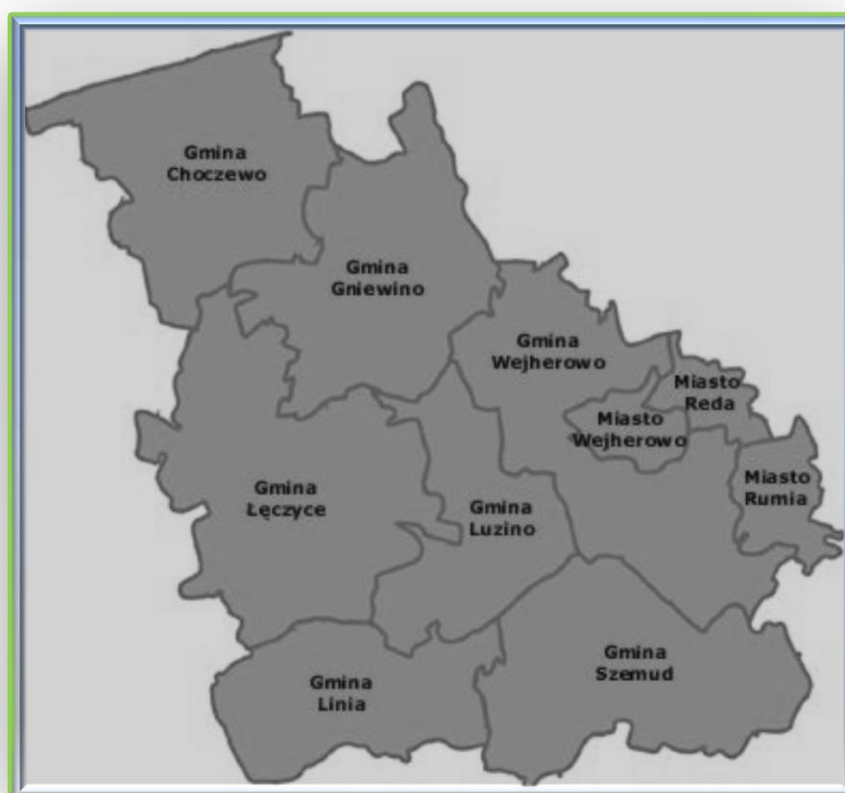 Gmina
Choczewo
Gmina
Gniewino
Gmina
Wejherowo
Miasto
Reda
Miasto
Wejherowo
Miasto
Rumia
Gmina
Łęczyce
Gmina
Luzino
Gmina
Szemud
Gmina
Linia